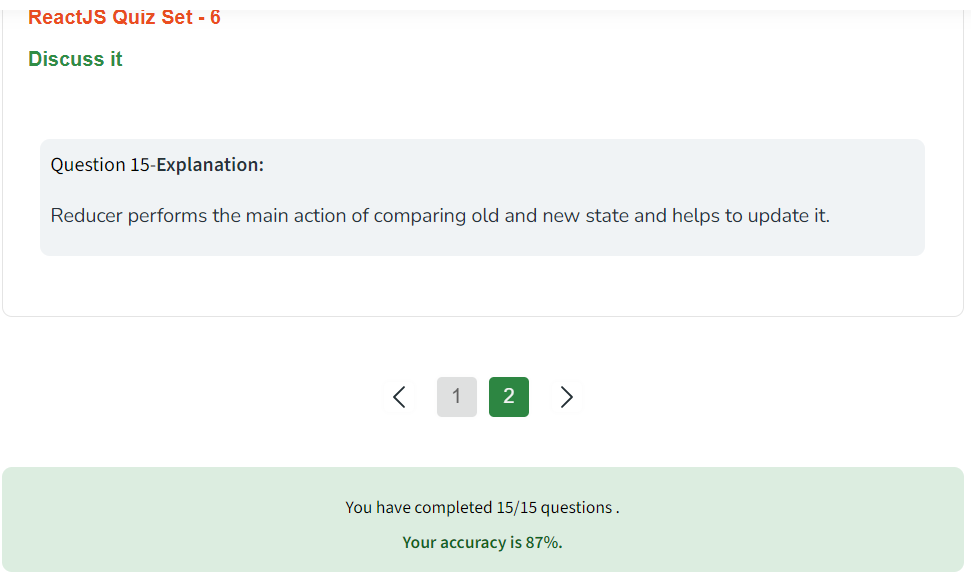 ReactJS Quiz Set - 6
Discuss it
Question 15-Explanation:
Reducer performs the main action of comparing old and new state and helps to update it.
1 2
You have completed 15/15 questions .
Your accuracy is 87%.